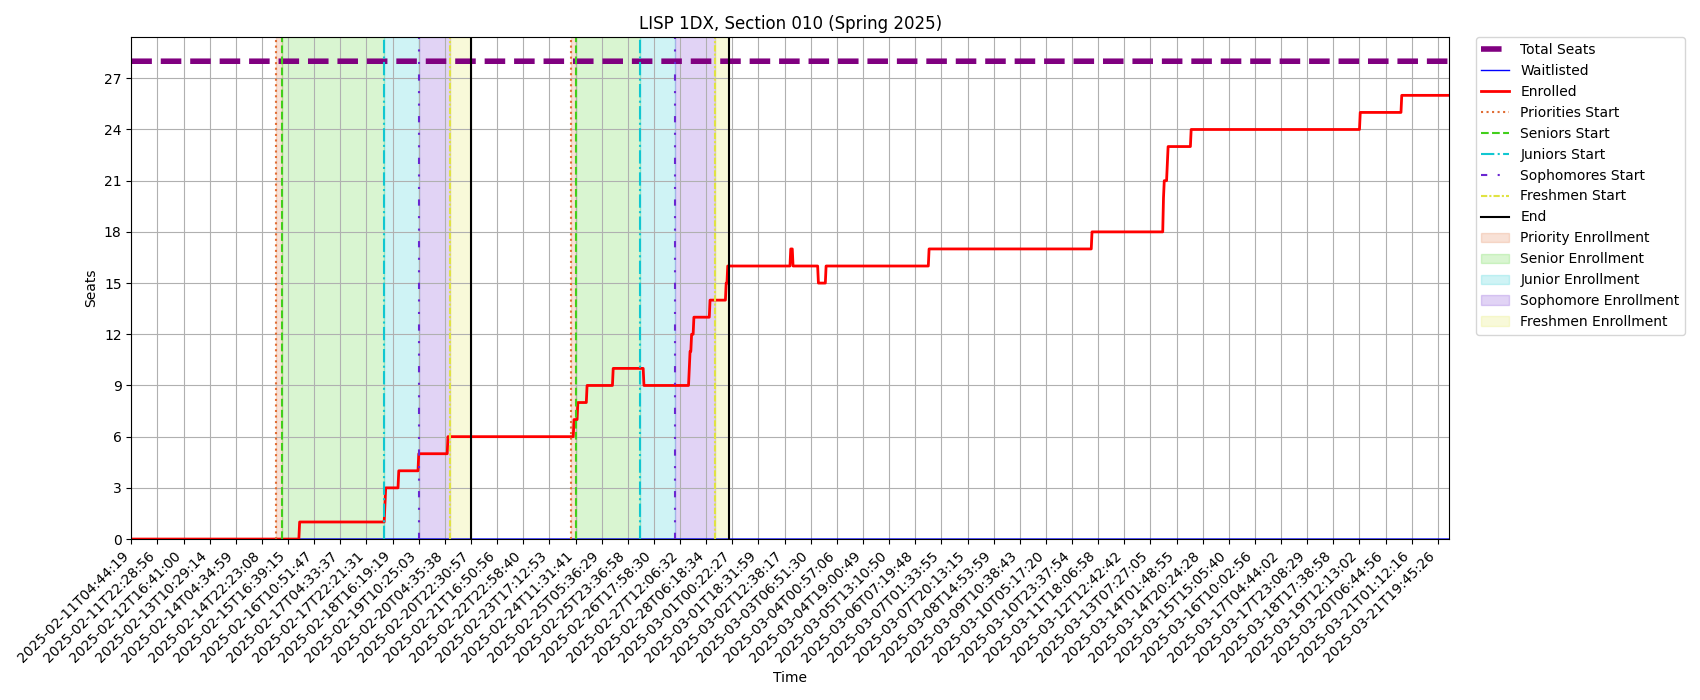 LISP 1DX, Section 010 (Spring 2025)
Total Seats
Waitlisted
Enrolled
Priorities Start
Seniors Start
Juniors Start
Sophomores Start
Freshmen Start
End
Priority Enrollment
Senior Enrollment
Junior Enrollment
Sophomore Enrollment
Freshmen Enrollment
Seats
27
24
21
18
15
12
9
6
3
0
2025-02-11T04:44:19
2025-02-11T22:28:56
2025-02-12T16:41:00
2025-02-13T10:29:14
2025-02-14T04:34:59
2025-02-14T22:23:08
2025-02-15T16:39:15
2025-02-16T10:51:47
2025-02-17T04:33:37
2025-02-17T22:21:31
2025-02-18T16:19:19
2025-02-19T10:25:03
2025-02-20T04:35:38
2025-02-20T22:30:57
2025-02-21T16:50:56
2025-02-22T22:58:40
2025-02-23T17:12:53
2025-02-24T11:31:41
2025-02-25T05:36:29
2025-02-25T23:36:58
2025-02-26T17:58:30
2025-02-27T12:06:32
2025-02-28T06:18:34
2025-03-01T00:22:27
2025-03-01T18:31:59
2025-03-02T12:38:17
2025-03-03T06:51:30
2025-03-04T00:57:06
2025-03-04T19:00:49
2025-03-05T13:10:50
2025-03-06T07:19:48
2025-03-07T01:33:55
2025-03-07T20:13:15
2025-03-08T14:53:59
2025-03-09T10:38:43
2025-03-10T05:17:20
2025-03-10T23:37:54
2025-03-11T18:06:58
2025-03-12T12:42:42
2025-03-13T07:27:05
2025-03-14T01:48:55
2025-03-14T20:24:28
2025-03-15T15:05:40
2025-03-16T10:02:56
2025-03-17T04:44:02
2025-03-17T23:08:29
2025-03-18T17:38:58
2025-03-19T12:13:02
2025-03-20T06:44:56
2025-03-21T01:12:16
2025-03-21T19:45:26
Time